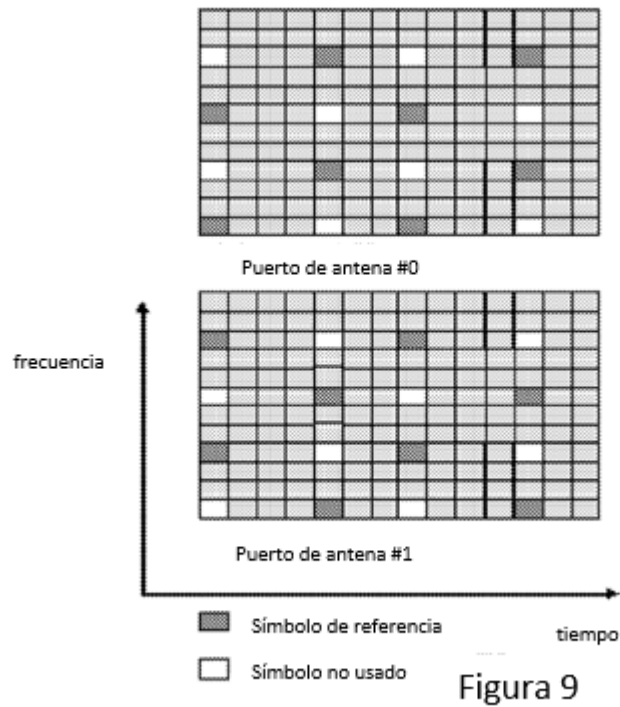 Puerto de antena #0
frecuencia
Puerto de antena #1
Símbolo de referencia
tiempo
Símbolo no usado
Figura 9